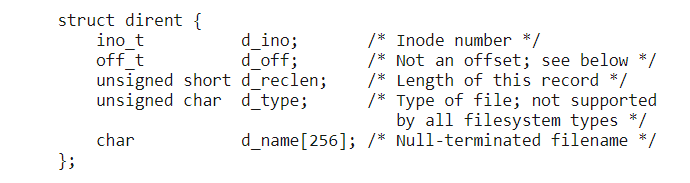 struct dirent {
    ino_t          d_ino;       /* Inode number */
    off_t          d_off;       /* Not an offset; see below */
    unsigned short d_reclen;    /* Length of this record */
    unsigned char  d_type;      /* Type of file; not supported
                                   by all filesystem types */
    char           d_name[256]; /* Null-terminated filename */
};